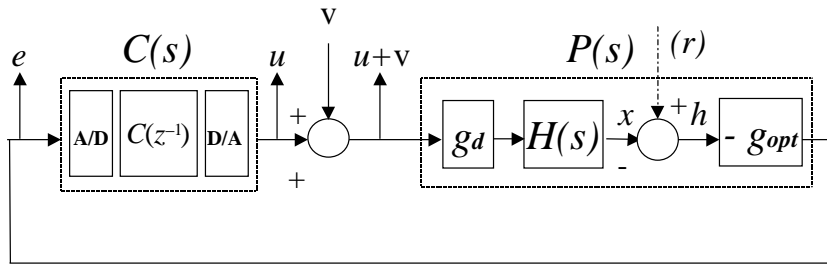 v
C(s)
P(s)
(r)
e
u
u+v
A/D
C(z⁻¹)
D/A
+
+
g_d
H(s)
x
-
+
h
- g_opt